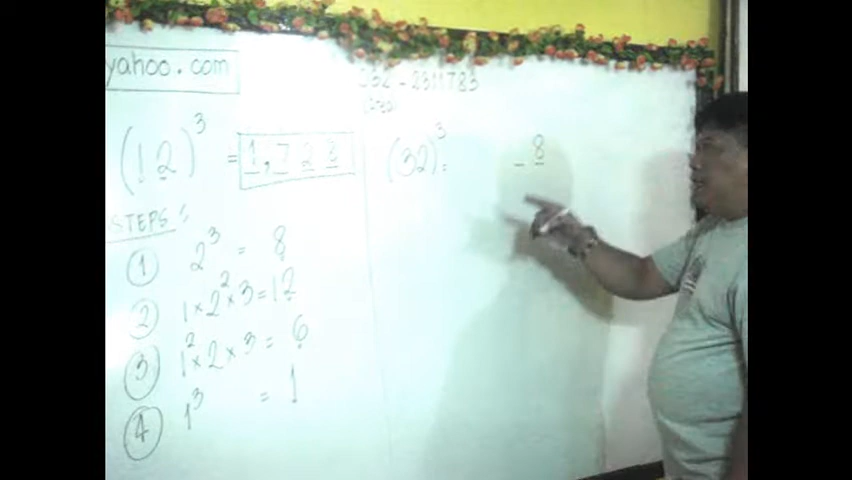 yahoo.com
(12)³ = 1,728
STEPS:
① 2³ = 8
② 1×2²×3=12
③ 1²×2×3= 6
④ 1³ = 1
(32)³= _ 8